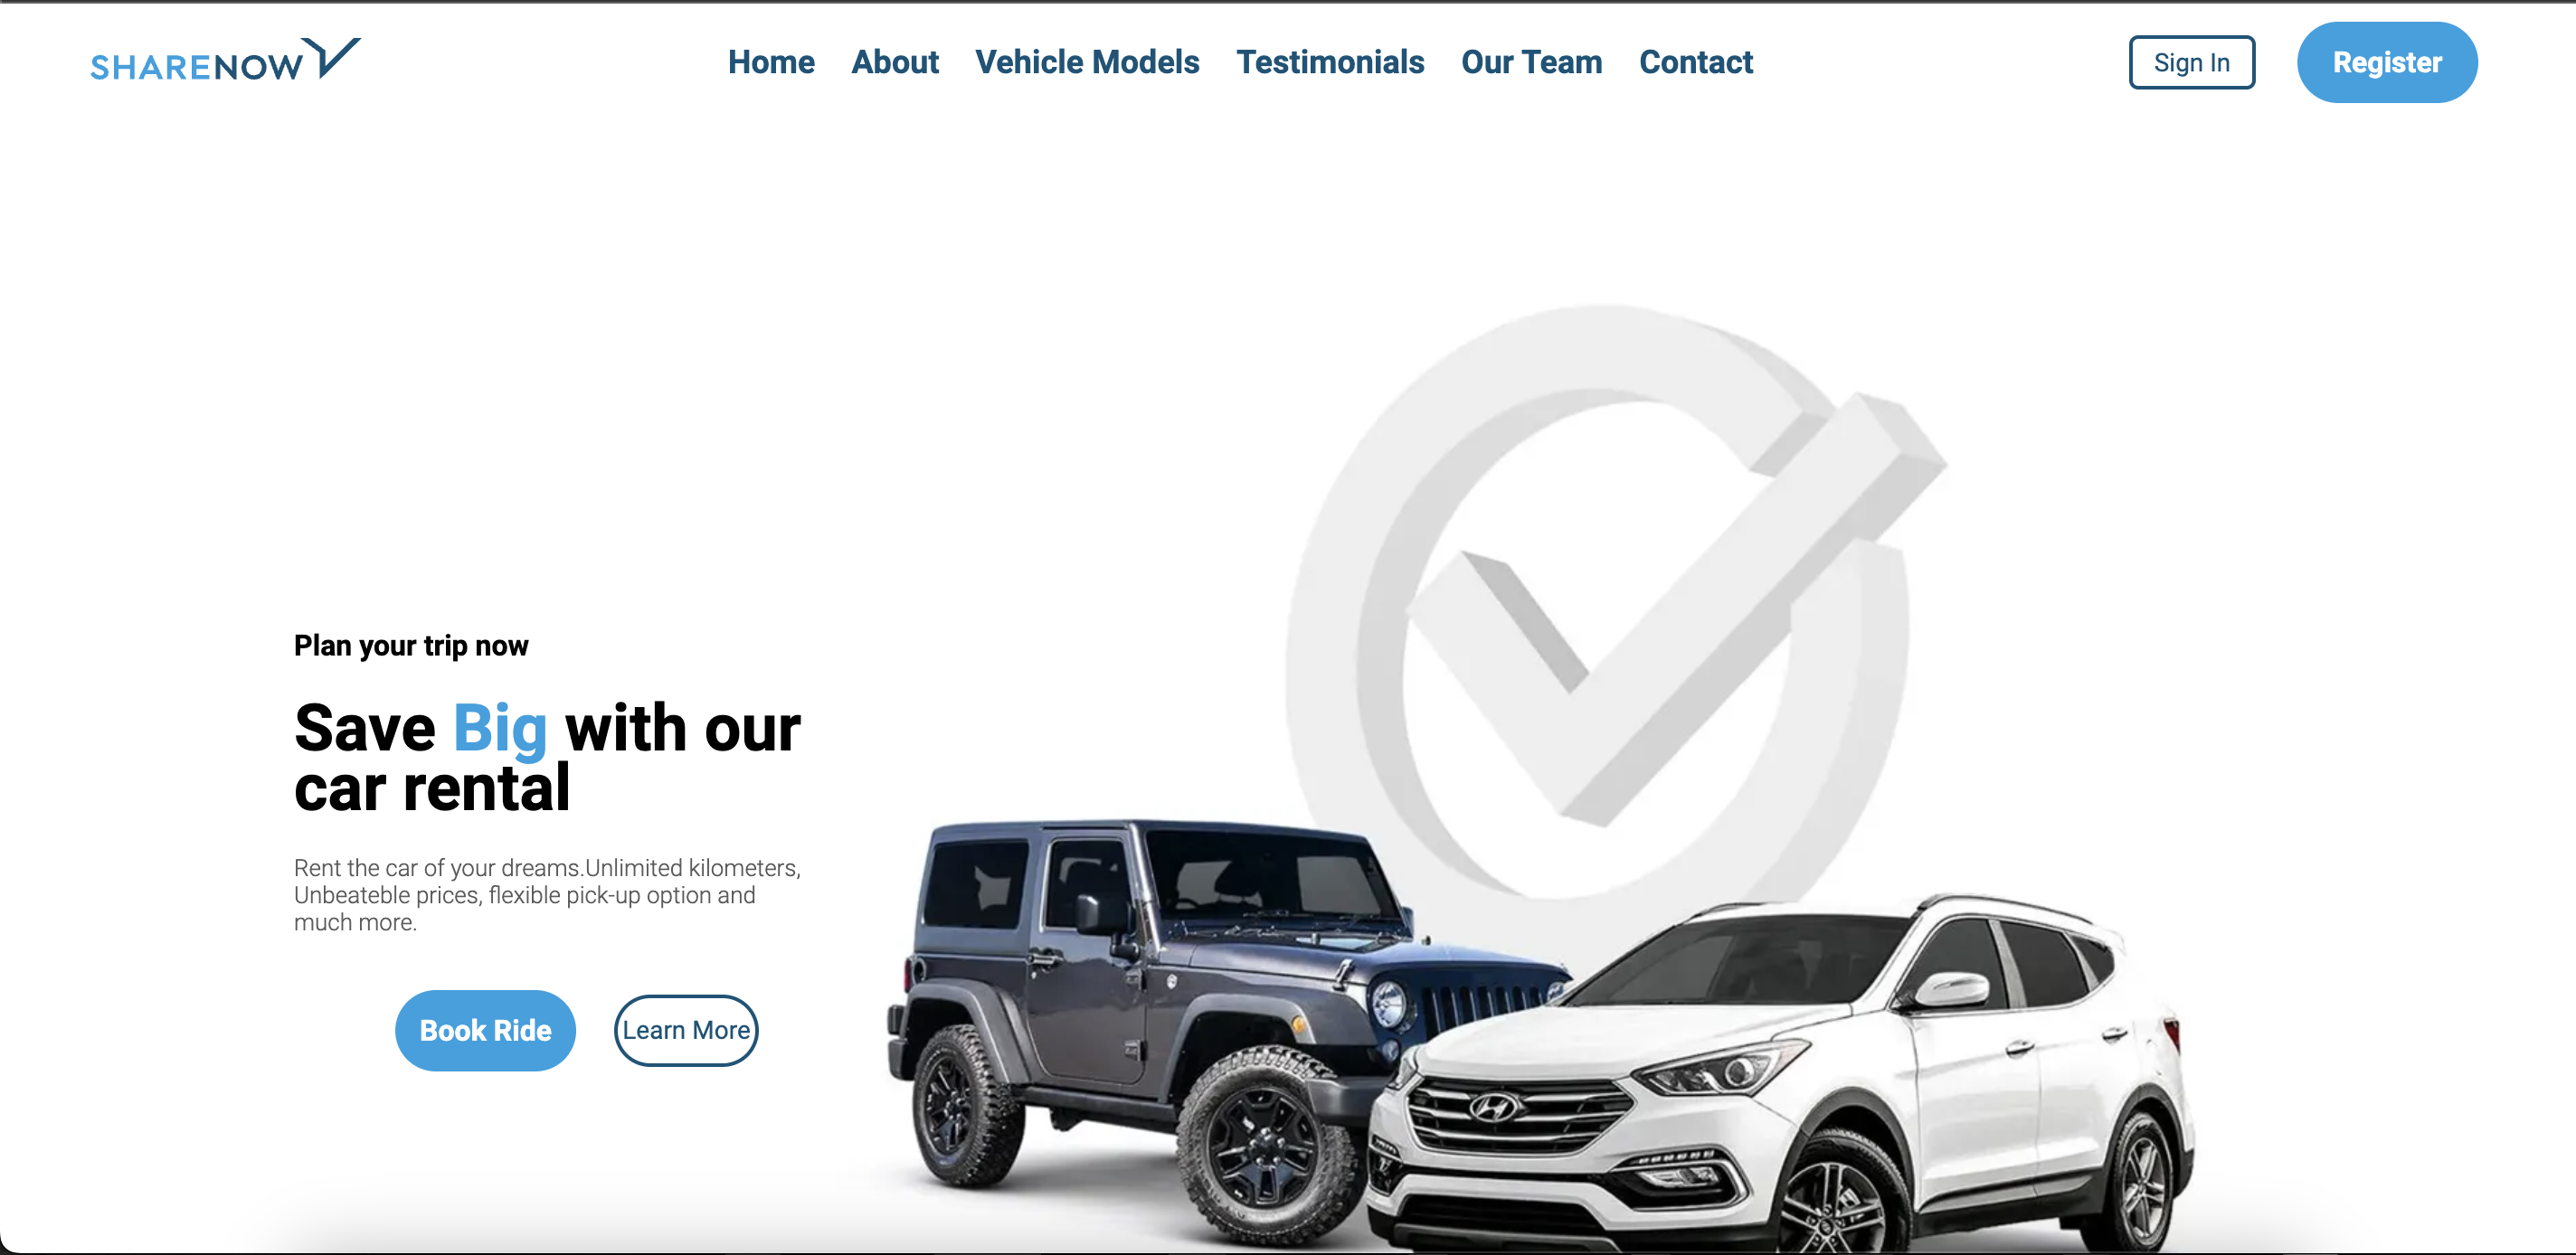 SHARENOW
Home About Vehicle Models Testimonials Our Team Contact
Sign In
Register
Plan your trip now
Save Big with our
car rental
Rent the car of your dreams.Unlimited kilometers,
Unbeateble prices, flexible pick-up option and
much more.
Book Ride
Learn More